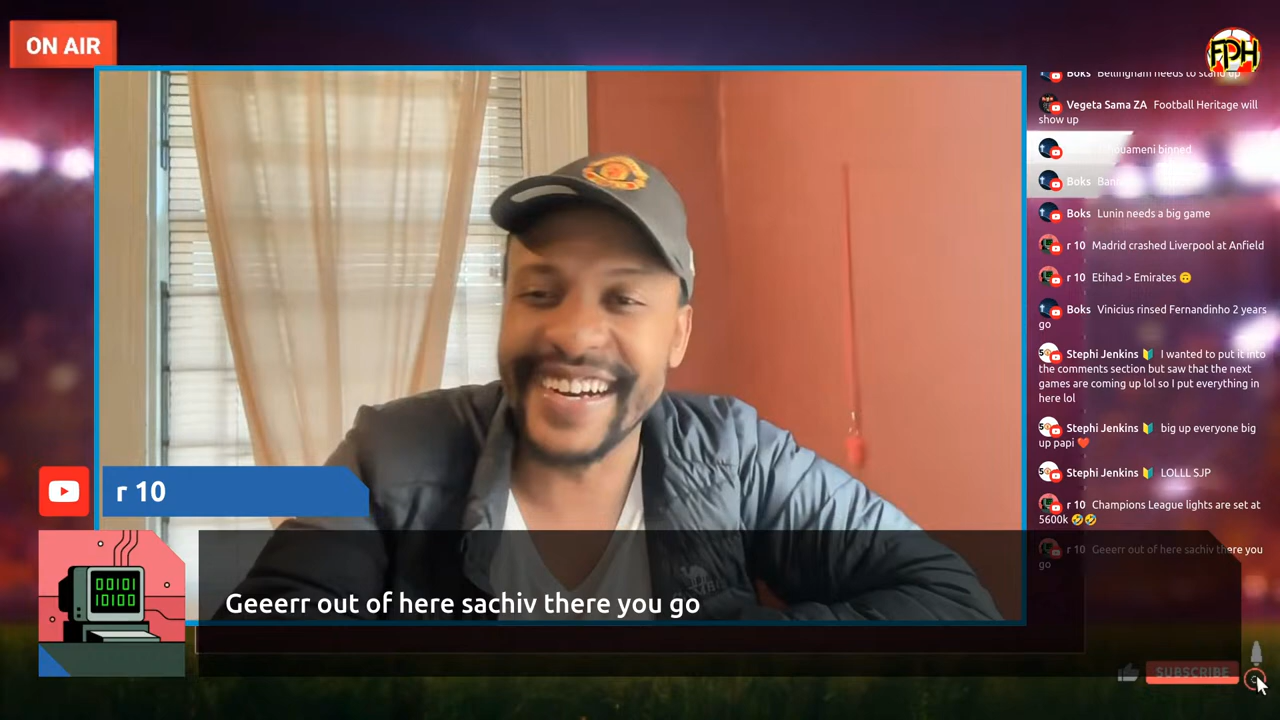 ON AIR
FPH
Boks Bellingham needs to stand up
Vegeta Sama ZA Football Heritage will
show up
houameni binned
Boks Ban
Boks Lunin needs a big game
r 10 Madrid crashed Liverpool at Anfield
r 10 Etihad > Emirates 🙃
Boks Vinicius rinsed Fernandinho 2 years
go
Stephi Jenkins 🔰 I wanted to put it into
the comments section but saw that the next
games are coming up lol so I put everything in
here lol
Stephi Jenkins 🔰 big up everyone big
up papi ❤️
Stephi Jenkins 🔰 LOLLL SJP
r 10 Champions League lights are set at
5600k 🤣🤣
r 10 Geeerr out of here sachiv there you
go
r 10
00101
10100
Geeerr out of here sachiv there you go
SUBSCRIBE